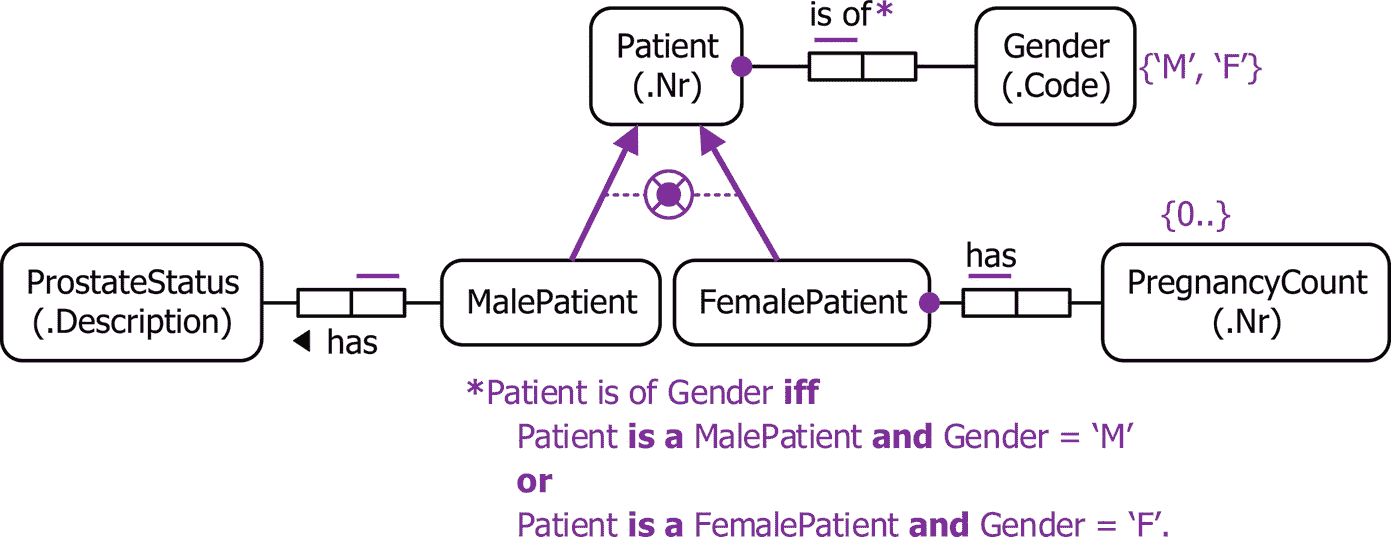 is of*
Patient
(.Nr)
Gender
(.Code)
{‘M’, ‘F’}
{0..}
ProstateStatus
(.Description)
◄ has
MalePatient
FemalePatient
has
PregnancyCount
(.Nr)
*Patient is of Gender iff
Patient is a MalePatient and Gender = ‘M’
or
Patient is a FemalePatient and Gender = ‘F’.